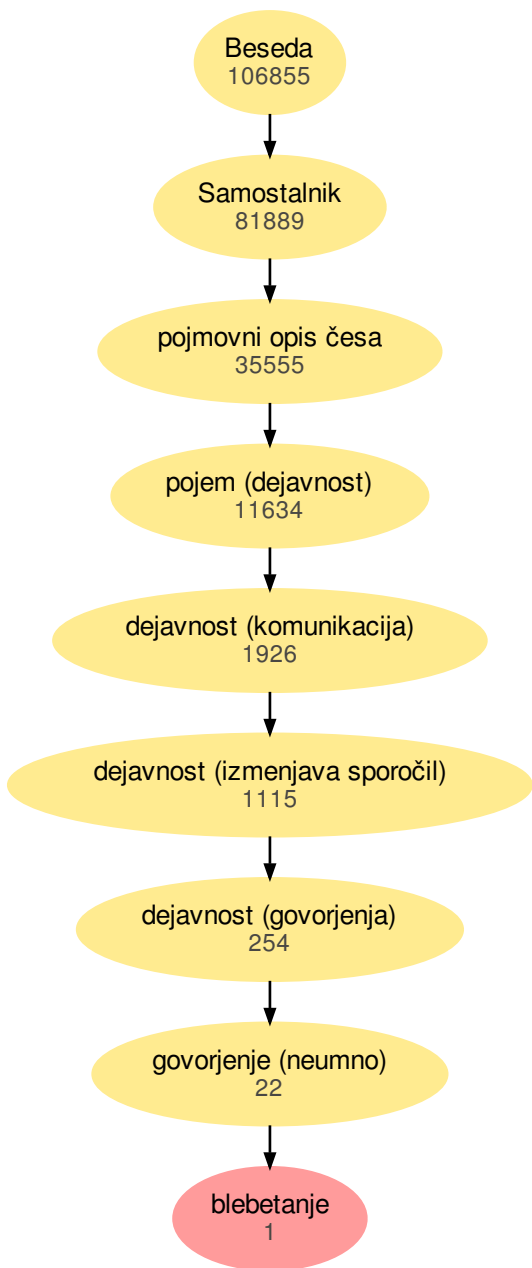 Beseda
106855
Samostalnik
81889
pojmovni opis česa
35555
pojem (dejavnost)
11634
dejavnost (komunikacija)
1926
dejavnost (izmenjava sporočil)
1115
dejavnost (govorjenja)
254
govorjenje (neumno)
22
blebetanje
1